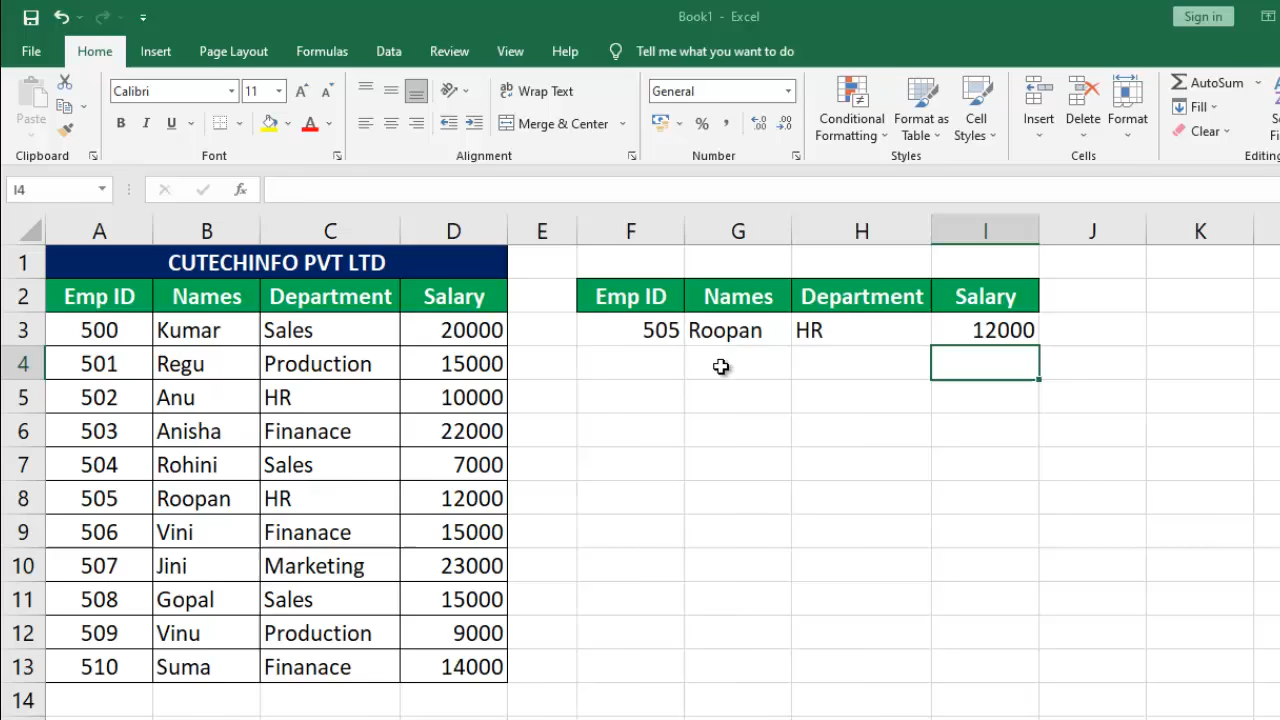 Book1 - Excel
Sign in
File Home Insert Page Layout Formulas Data Review View Help Tell me what you want to do
Paste
Calibri 11
Wrap Text
Merge & Center
General
Conditional Formatting
Format as Table
Cell Styles
Insert
Delete
Format
AutoSum
Fill
Clear
Clipboard Font Alignment Number Styles Cells Editing
I4
fx
A B C D E F G H I J K
1 CUTECHINFO PVT LTD
2 Emp ID Names Department Salary Emp ID Names Department Salary
3 500 Kumar Sales 20000 505 Roopan HR 12000
4 501 Regu Production 15000
5 502 Anu HR 10000
6 503 Anisha Finanace 22000
7 504 Rohini Sales 7000
8 505 Roopan HR 12000
9 506 Vini Finanace 15000
10 507 Jini Marketing 23000
11 508 Gopal Sales 15000
12 509 Vinu Production 9000
13 510 Suma Finanace 14000
14